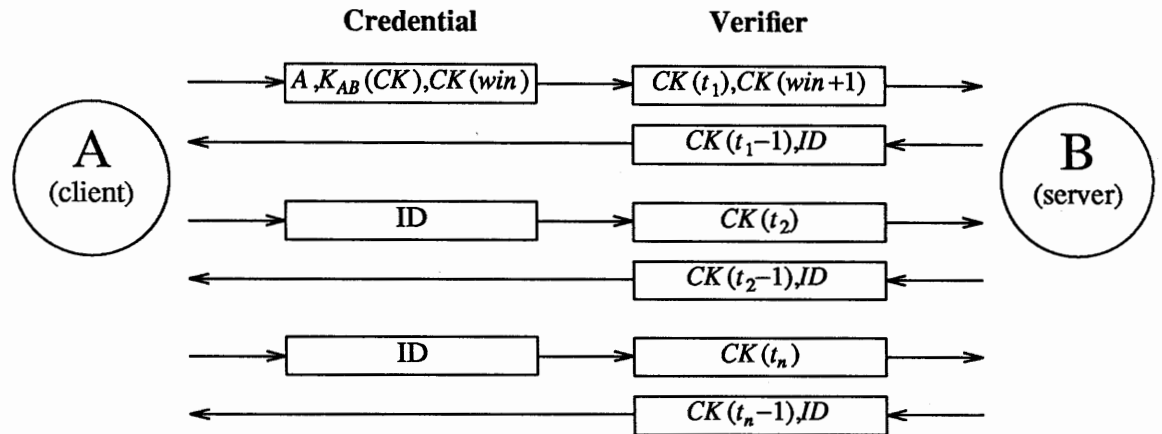 Credential Verifier
A,K_AB(CK),CK(win) CK(t_1),CK(win+1)
CK(t_1−1),ID
A
(client)
B
(server)
ID CK(t_2)
CK(t_2−1),ID
ID CK(t_n)
CK(t_n−1),ID